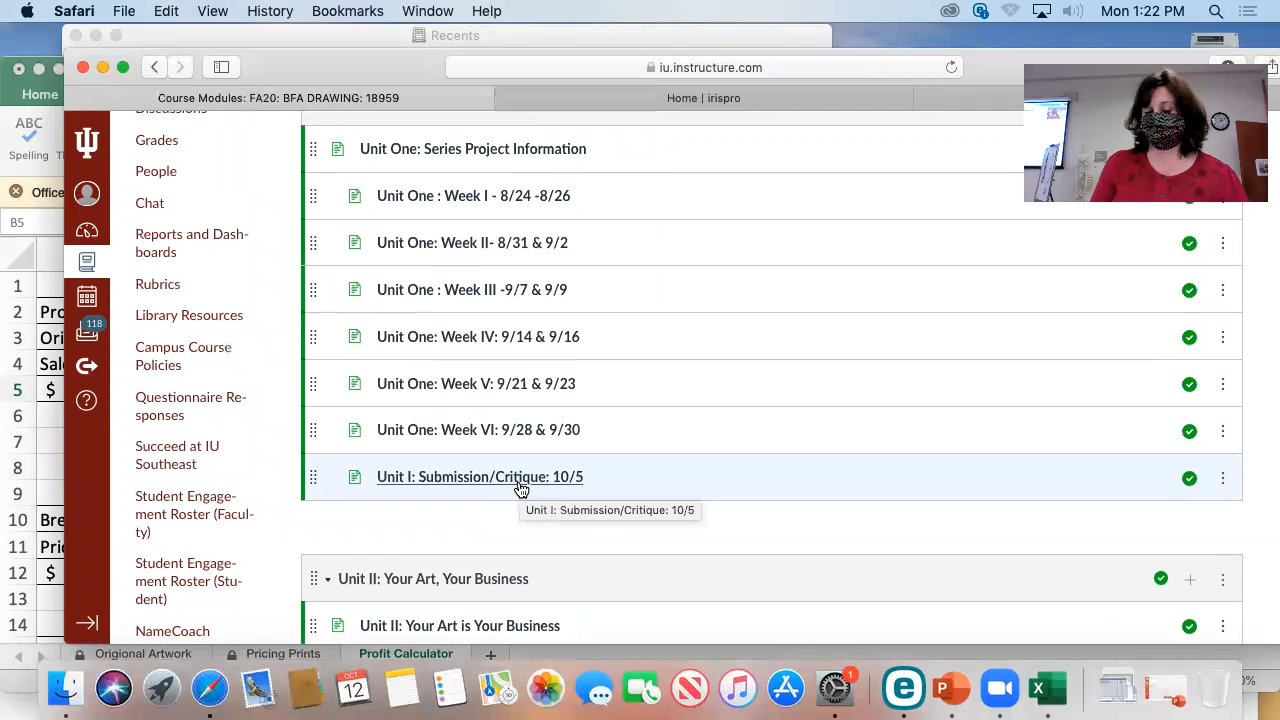 Safari File Edit View History Bookmarks Window Help Mon 1:22 PM
Recents
iu.instructure.com
Home
Course Modules: FA20: BFA DRAWING: 18959
Home | irispro
Discussions
Grades
People
Chat
Reports and Dash-
boards
Rubrics
Library Resources
Campus Course
Policies
Questionnaire Re-
sponses
Succeed at IU
Southeast
Student Engage-
ment Roster (Facul-
ty)
Student Engage-
ment Roster (Stu-
dent)
NameCoach
118
ABC
Spelling
Office
B5
1
2 Pro
3 Ori
4 Sale
5 $
6
7
8
9
10 Bre
11 Pric
12 $
13
14
Unit One: Series Project Information
Unit One : Week I - 8/24 -8/26
Unit One: Week II- 8/31 & 9/2
Unit One : Week III -9/7 & 9/9
Unit One: Week IV: 9/14 & 9/16
Unit One: Week V: 9/21 & 9/23
Unit One: Week VI: 9/28 & 9/30
Unit I: Submission/Critique: 10/5
Unit I: Submission/Critique: 10/5
Unit II: Your Art, Your Business
Unit II: Your Art is Your Business
Origional Artwork Pricing Prints Profit Calculator
0%
OCT
12
1